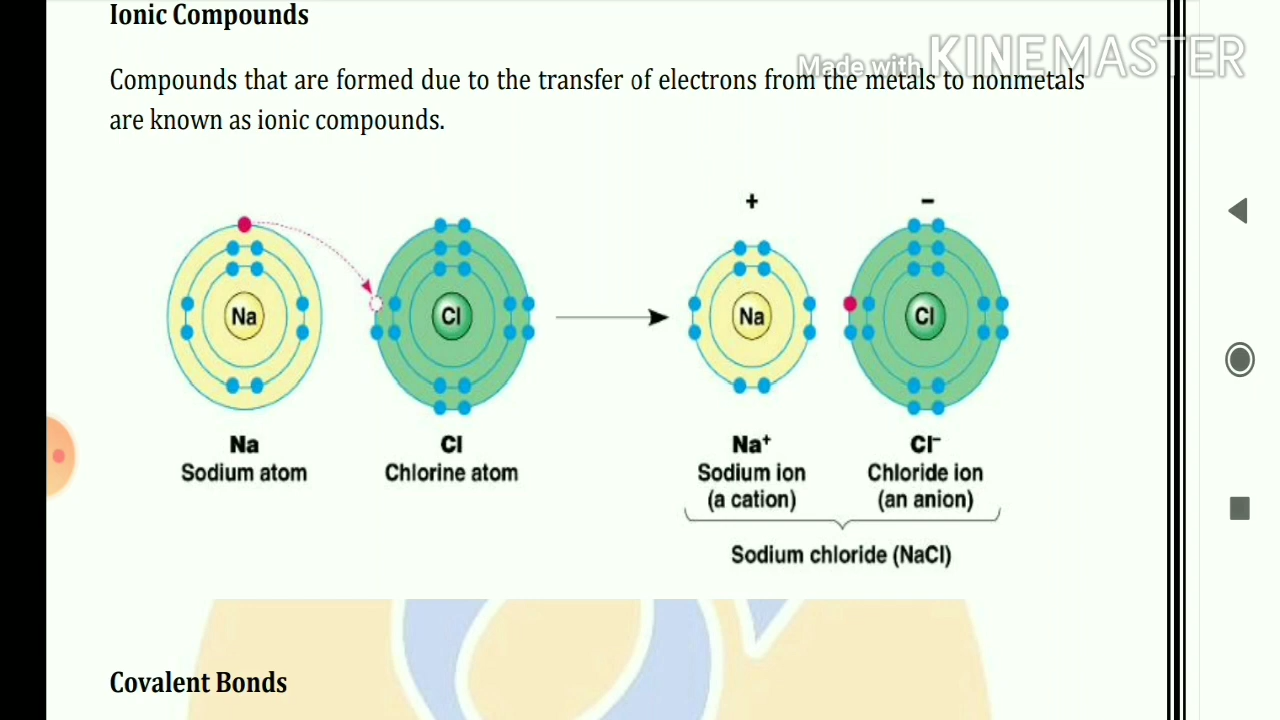 Ionic Compounds
Made with KINEMASTER
Compounds that are formed due to the transfer of electrons from the metals to nonmetals
are known as ionic compounds.
+ −
Na Cl Na Cl
Na Cl Na⁺ Cl⁻
Sodium atom Chlorine atom Sodium ion Chloride ion
(a cation) (an anion)
Sodium chloride (NaCl)
Covalent Bonds